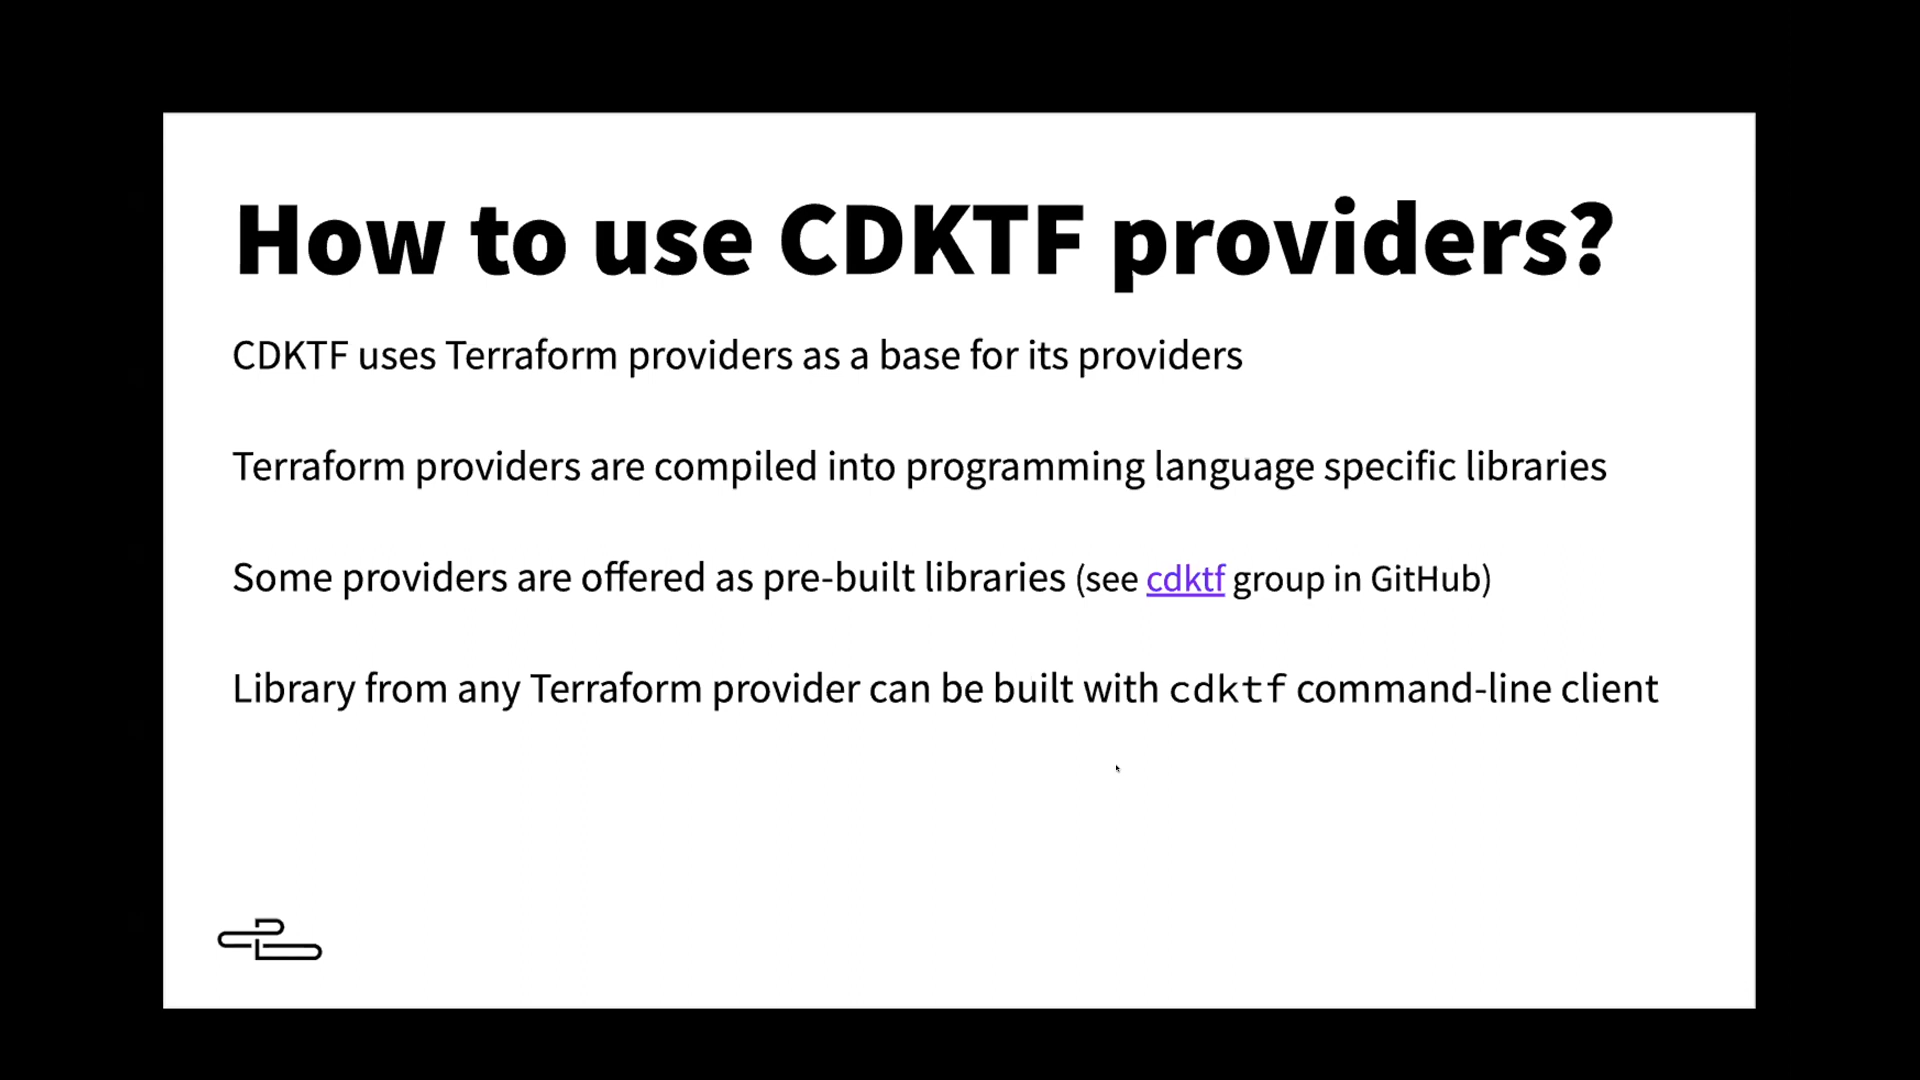 How to use CDKTF providers?
CDKTF uses Terraform providers as a base for its providers
Terraform providers are compiled into programming language specific libraries
Some providers are offered as pre-built libraries (see cdktf group in GitHub)
Library from any Terraform provider can be built with cdktf command-line client